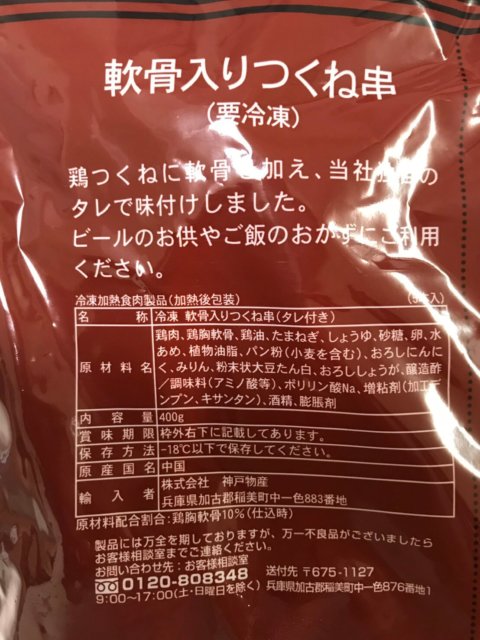 軟骨入りつくね串
(要冷凍)
鶏つくねに軟骨を加え、当社独自の
タレで味付けしました。
ビールのお供やご飯のおかずにご利用
ください。
冷凍加熱食肉製品(加熱後包装) (5本入)
名 称 冷凍 軟骨入りつくね串(タレ付き)
原材料名 鶏肉、鶏胸軟骨、鶏油、たまねぎ、しょうゆ、砂糖、卵、水
あめ、植物油脂、パン粉(小麦を含む)、おろしにんに
く、みりん、粉末状大豆たん白、おろししょうが、醸造酢
/調味料(アミノ酸等)、ポリリン酸Na、増粘剤(加工デ
ンプン、キサンタン)、酒精、膨脹剤
内容量 400g
賞味期限 枠外右下に記載してあります。
保存方法 -18℃以下で保存してください。
原産国名 中国
輸入者 株式会社 神戸物産
兵庫県加古郡稲美町中一色883番地
原材料配合割合:鶏胸軟骨10%(仕込時)
製品には万全を期しておりますが、万一不良品がございましたら
お客様相談室までご連絡ください。
お問い合わせ先:お客様相談室
0120-808348 送付先 〒675-1127
9:00~17:00(土・日曜日を除く) 兵庫県加古郡稲美町中一色876番地1